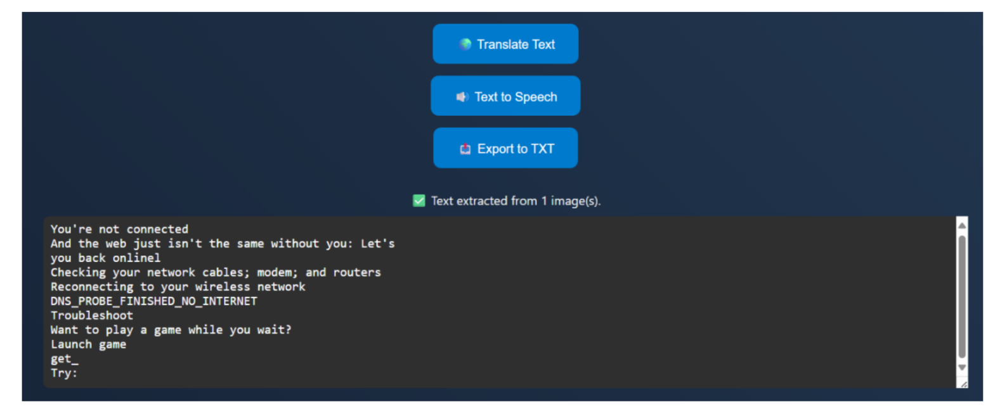 Translate Text
Text to Speech
Export to TXT
Text extracted from 1 image(s).
You're not connected
And the web just isn't the same without you: Let's
you back onlinel
Checking your network cables; modem; and routers
Reconnecting to your wireless network
DNS_PROBE_FINISHED_NO_INTERNET
Troubleshoot
Want to play a game while you wait?
Launch game
get_
Try: